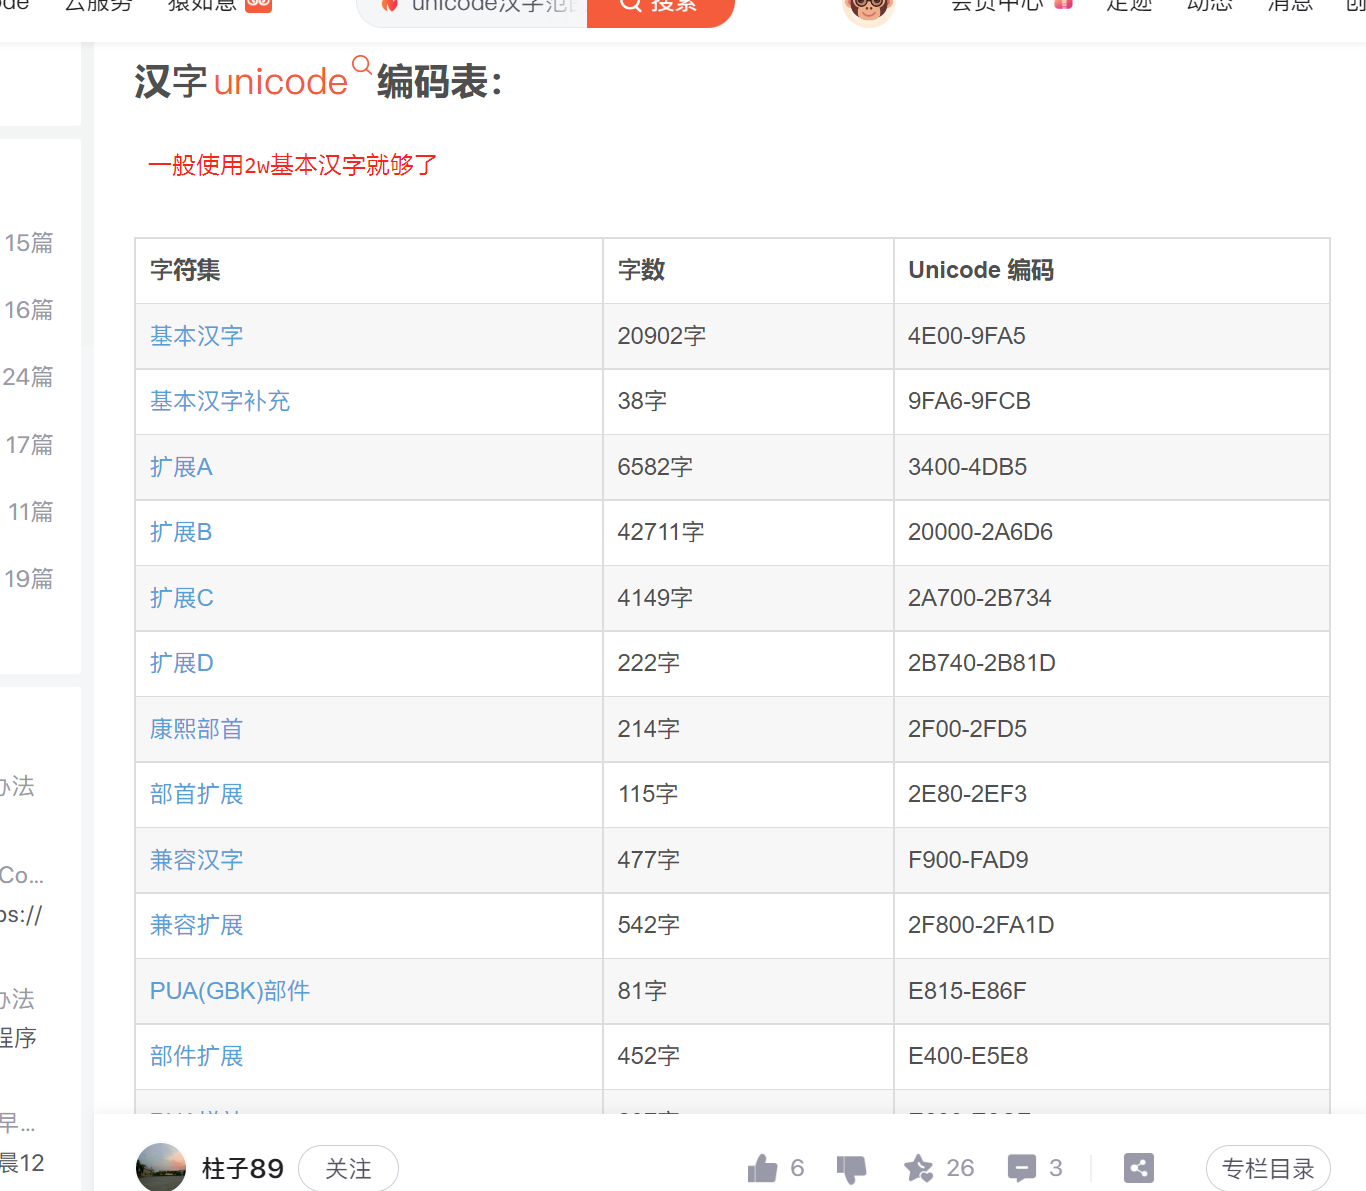 云服务 猿如意 unicode汉字范围 搜索 会员中心 足迹 动态 消息
汉字unicode编码表：
一般使用2w基本汉字就够了
字符集 字数 Unicode 编码
基本汉字 20902字 4E00-9FA5
基本汉字补充 38字 9FA6-9FCB
扩展A 6582字 3400-4DB5
扩展B 42711字 20000-2A6D6
扩展C 4149字 2A700-2B734
扩展D 222字 2B740-2B81D
康熙部首 214字 2F00-2FD5
部首扩展 115字 2E80-2EF3
兼容汉字 477字 F900-FAD9
兼容扩展 542字 2F800-2FA1D
PUA(GBK)部件 81字 E815-E86F
部件扩展 452字 E400-E5E8
15篇
16篇
24篇
17篇
11篇
19篇
办法
Co...
ps://
办法
程序
早...
晨12
柱子89 关注 6 26 3 专栏目录